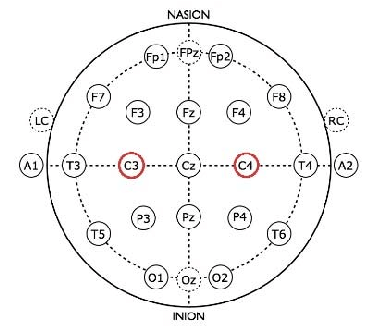 NASION
Fp1 FPz Fp2
F7 F8
F3 Fz F4
LC RC
A1 T3 C3 Cz C4 T4 A2
P3 Pz P4
T5 T6
O1 Oz O2
INION